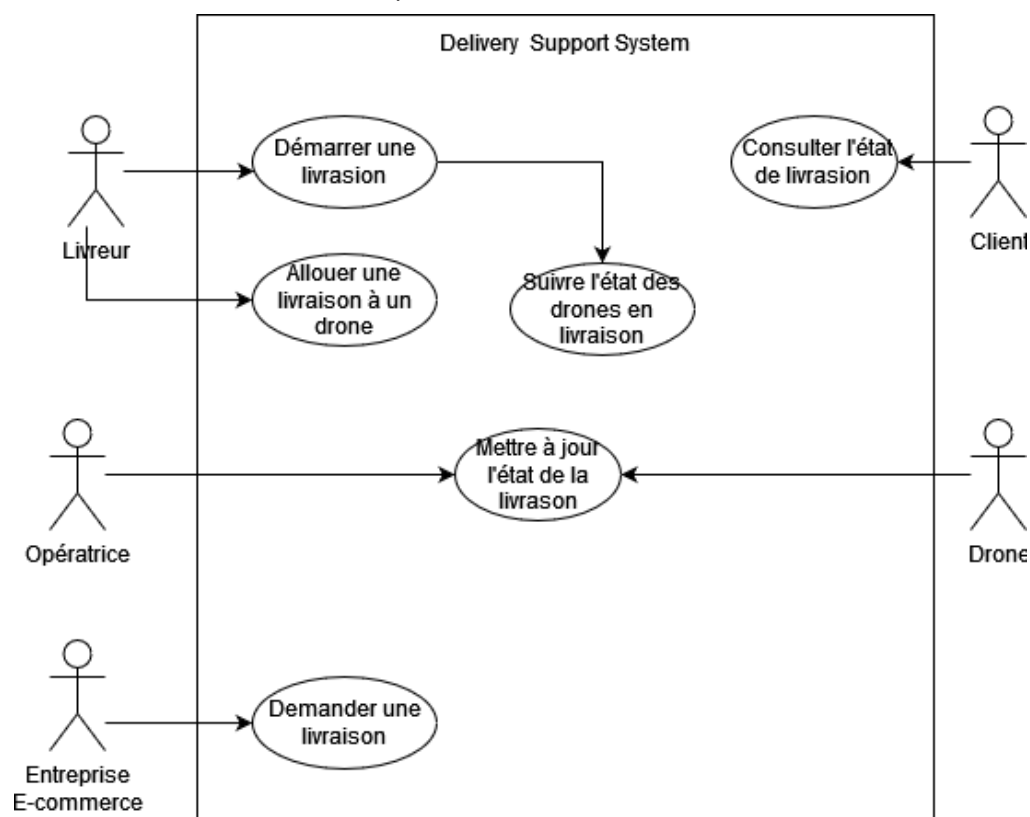 Delivery Support System
Démarrer une
livrasion
Consulter l'état
de livrasion
Livreur
Client
Allouer une
livraison à un
drone
Suivre l'état des
drones en
livraison
Mettre à jour
l'état de la
livrason
Opératrice
Drone
Demander une
livraison
Entreprise
E-commerce